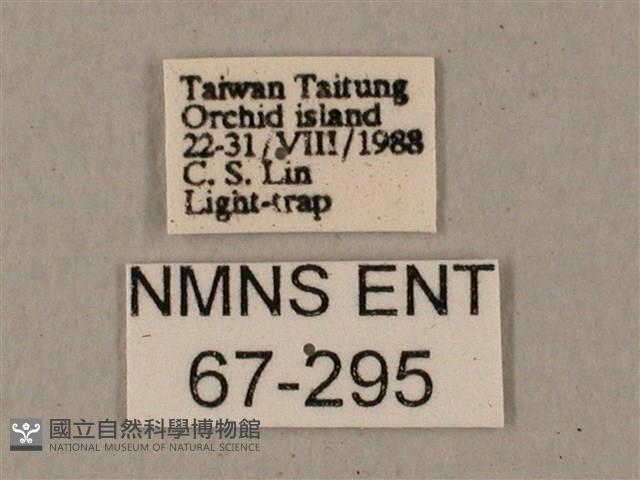 Taiwan Taitung
Orchid island
22-31/VIII/1988
C. S. Lin
Light-trap
NMNS ENT
67-295
國立自然科學博物館
NATIONAL MUSEUM OF NATURAL SCIENCE